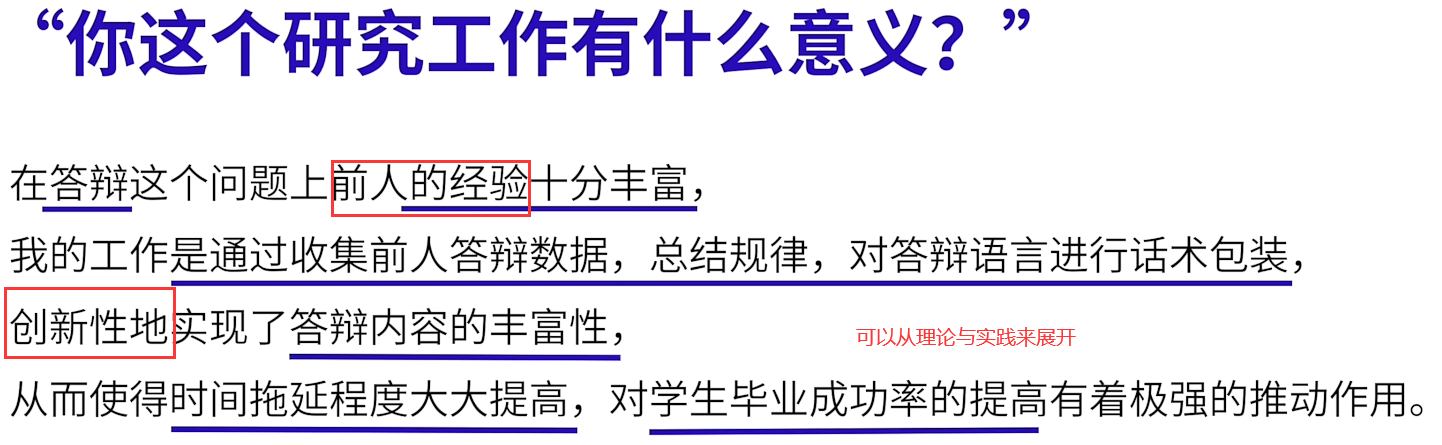 “你这个研究工作有什么意义？”
在答辩这个问题上前人的经验十分丰富，
我的工作是通过收集前人答辩数据，总结规律，对答辩语言进行话术包装，
创新性地实现了答辩内容的丰富性，
可以从理论与实践来展开
从而使得时间拖延程度大大提高，对学生毕业成功率的提高有着极强的推动作用。